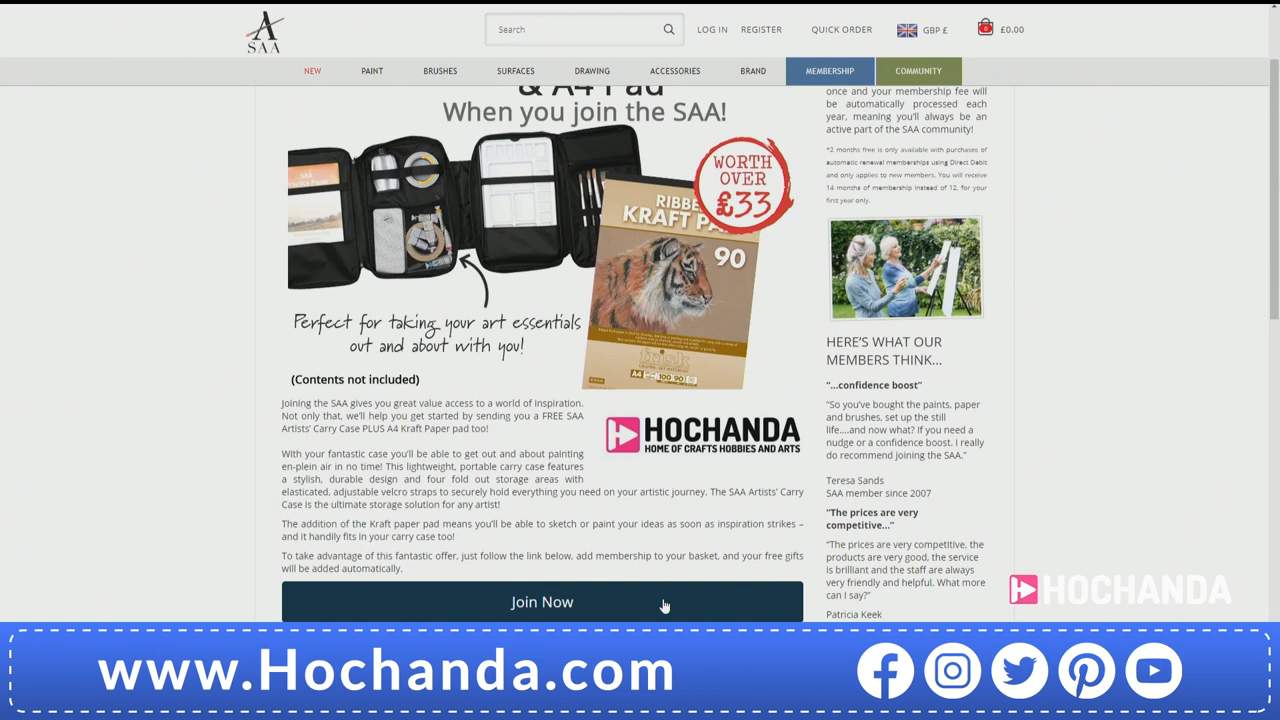 A
SAA
Search
LOG IN
REGISTER
QUICK ORDER
GBP £
0
£0.00
NEW
PAINT
BRUSHES
SURFACES
DRAWING
ACCESSORIES
BRAND
MEMBERSHIP
COMMUNITY
& A4 Pad
When you join the SAA!
WORTH
OVER
£33
KRAFT
90
A4
100
90
Perfect for taking your art essentials
out and about with you!
(Contents not included)
Joining the SAA gives you great value access to a world of inspiration.
Not only that, we'll help you get started by sending you a FREE SAA
Artists' Carry Case PLUS A4 Kraft Paper pad too!
HOCHANDA
HOME OF CRAFTS HOBBIES AND ARTS
With your fantastic case you'll be able to get out and about painting
en-plein air in no time! This lightweight, portable carry case features
a stylish, durable design and four fold out storage areas with
elasticated, adjustable velcro straps to securely hold everything you need on your artistic journey. The SAA Artists' Carry
Case is the ultimate storage solution for any artist!
The addition of the Kraft paper pad means you'll be able to sketch or paint your ideas as soon as inspiration strikes –
and it handily fits in your carry case too!
To take advantage of this fantastic offer, just follow the link below, add membership to your basket, and your free gifts
will be added automatically.
Join Now
once and your membership fee will
be automatically processed each
year, meaning you'll always be an
active part of the SAA community!
*2 months free is only available with purchases of
automatic renewal memberships using Direct Debit
and only applies to new members. You will receive
14 months of membership instead of 12, for your
first year only.
HERE'S WHAT OUR
MEMBERS THINK...
"...confidence boost"
"So you've bought the paints, paper
and brushes, set up the still
life....and now what? If you need a
nudge or a confidence boost. I really
do recommend joining the SAA."
Teresa Sands
SAA member since 2007
"The prices are very
competitive..."
"The prices are very competitive, the
products are very good, the service
is brilliant and the staff are always
very friendly and helpful. What more
can I say?"
Patricia Keek
HOCHANDA
www.Hochanda.com